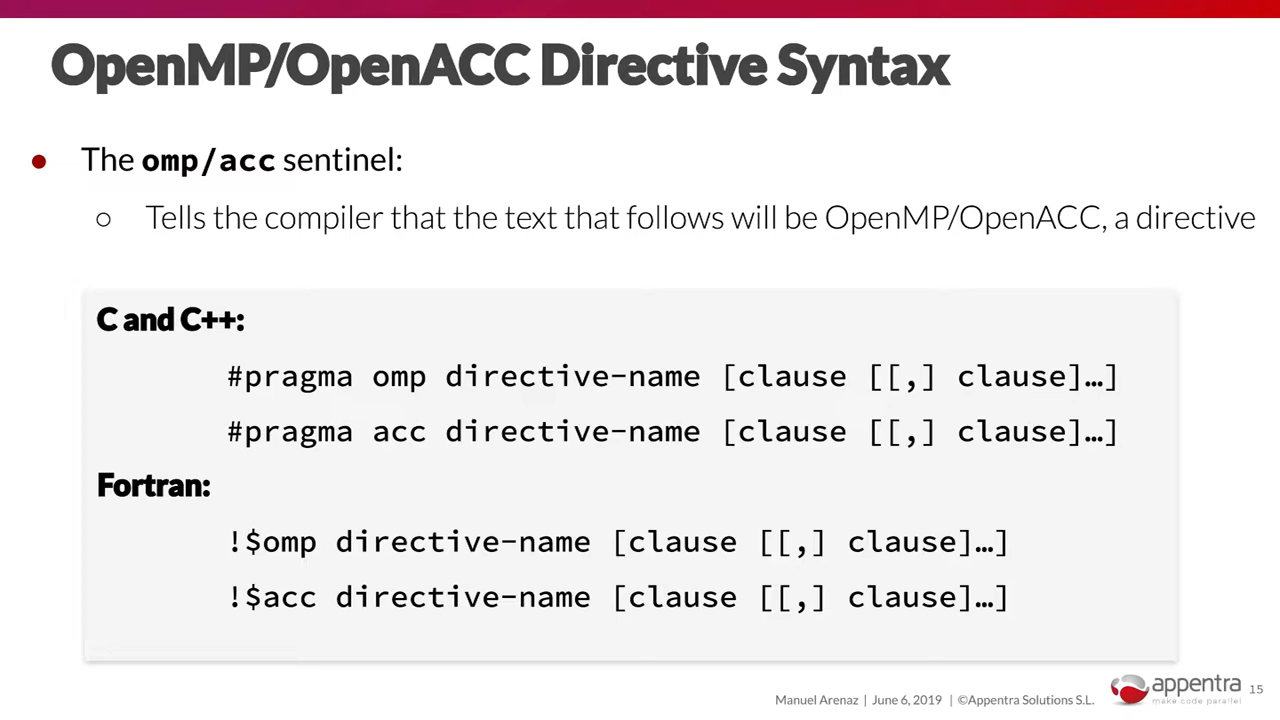 OpenMP/OpenACC Directive Syntax
● The omp/acc sentinel:
○ Tells the compiler that the text that follows will be OpenMP/OpenACC, a directive
C and C++:
#pragma omp directive-name [clause [[,] clause]…]
#pragma acc directive-name [clause [[,] clause]…]
Fortran:
!$omp directive-name [clause [[,] clause]…]
!$acc directive-name [clause [[,] clause]…]
Manuel Arenaz | June 6, 2019 | ©Appentra Solutions S.L.
appentra
make code parallel
15